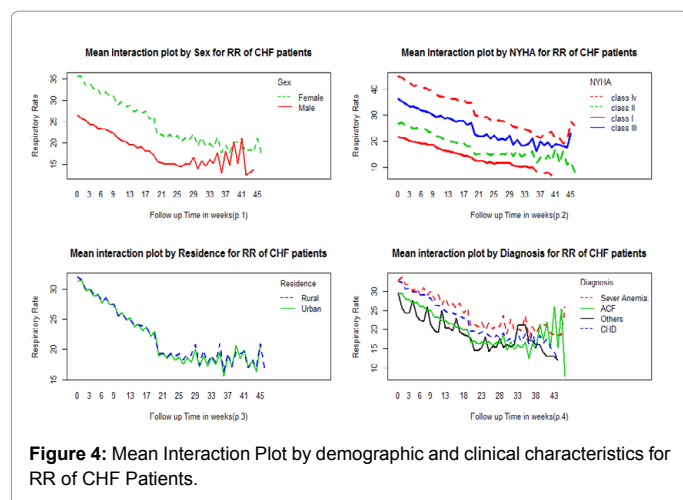 Mean interaction plot by Sex for RR of CHF patients
Respiratory Rate
35
30
25
20
15
Sex
Female
Male
0 3 6 9 13 17 21 25 29 33 37 41 45
Follow up Time in weeks(p.1)
Mean interaction plot by NYHA for RR of CHF patients
Respiratory Rate
40
30
20
10
NYHA
class Iv
class II
class I
class III
0 3 6 9 13 17 21 25 29 33 37 41 45
Follow up Time in weeks(p.2)
Mean interaction plot by Residence for RR of CHF patients
Respiratory Rate
30
25
20
15
Residence
Rural
Urban
0 3 6 9 13 17 21 25 29 33 37 41 45
Follow up Time in weeks(p.3)
Mean interaction plot by Diagnosis for RR of CHF patients
Respiratory Rate
30
25
20
15
10
Diagnosis
Sever Anemia.
ACF
Others
CHD
0 3 6 9 13 18 23 28 33 38 43
Follow up Time in weeks(p.4)
Figure 4: Mean Interaction Plot by demographic and clinical characteristics for
RR of CHF Patients.